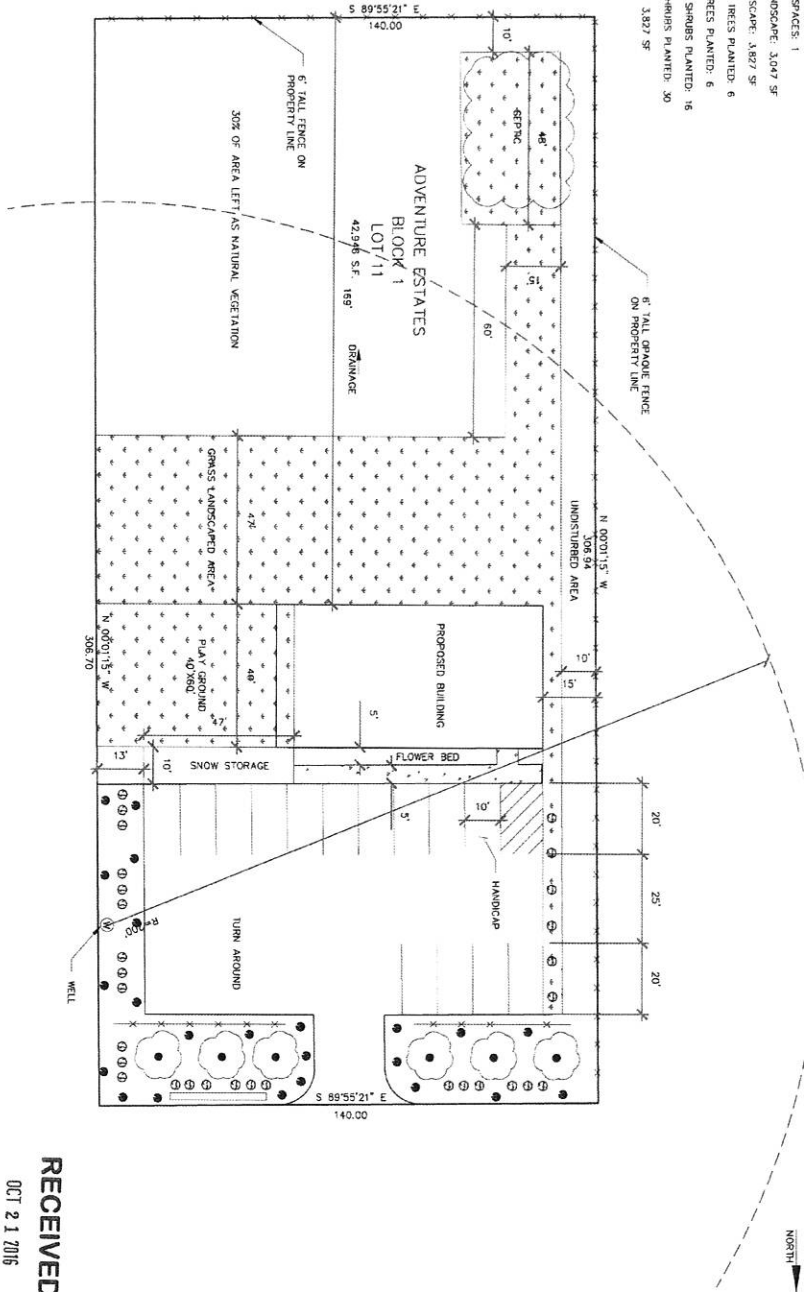 SPACES: 1
NDSCAPE: 3,047 SF
SCAPE: 3,827 SF
TREES PLANTED: 6
REES PLANTED: 6
SHRUBS PLANTED: 16
HRUBS PLANTED: 30
3,827 SF
NORTH
S 89°55'21" E
140.00
10'
6' TALL FENCE ON
PROPERTY LINE
30% OF AREA LEFT AS NATURAL VEGETATION
SEPTIC
48'
ADVENTURE ESTATES
BLOCK 1
LOT 11
42,948 S.F.
169'
DRAINAGE
15'
60'
6' TALL OPAQUE FENCE
ON PROPERTY LINE
N 00°01'15" W
306.94
UNDISTURBED AREA
GRASS LANDSCAPED AREA
47'
10'
15'
PROPOSED BUILDING
PLAY GROUND
40'X60'
N 00°01'15" W
306.70
47'
5'
FLOWER BED
SNOW STORAGE
13'
10'
5'
10'
HANDICAP
20'
25'
20'
TURN AROUND
R=200'
W
WELL
S 89°55'21" E
140.00
RECEIVED
OCT 21 2016